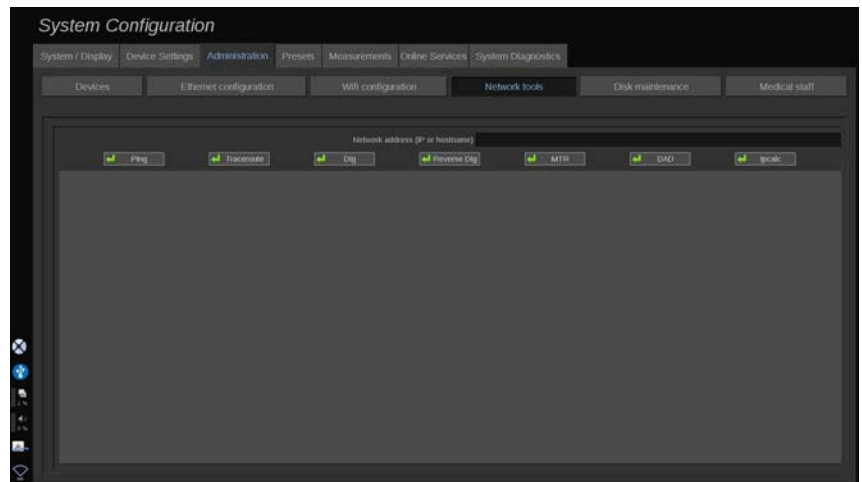 System Configuration
System / Display Device Settings Administration Presets Measurements Online Services System Diagnostics
Devices Ethernet configuration Wifi configuration Network tools Disk maintenance Medical staff
Network address (IP or hostname)
Ping Traceroute Dig Reverse Dig MTR DAD Ipcalc